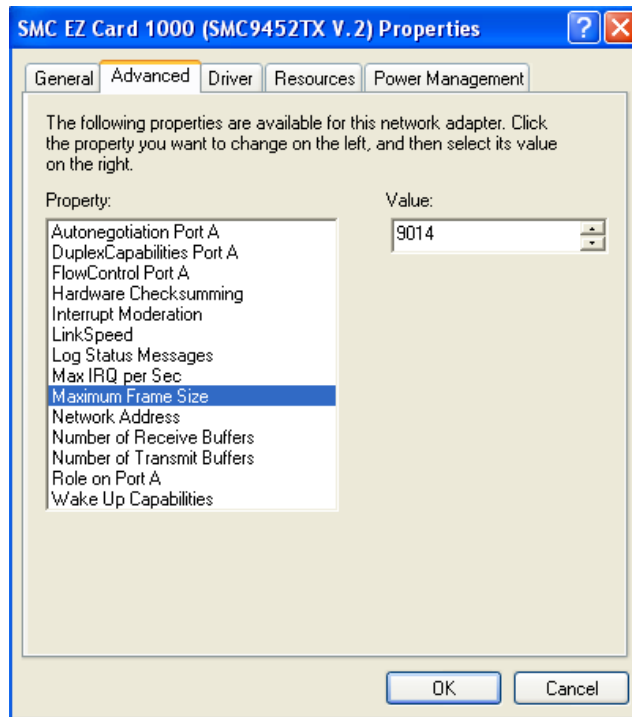 SMC EZ Card 1000 (SMC9452TX V.2) Properties
General Advanced Driver Resources Power Management
The following properties are available for this network adapter. Click
the property you want to change on the left, and then select its value
on the right.
Property:
Value:
Autonegotiation Port A
DuplexCapabilities Port A
FlowControl Port A
Hardware Checksumming
Interrupt Moderation
LinkSpeed
Log Status Messages
Max IRQ per Sec
Maximum Frame Size
Network Address
Number of Receive Buffers
Number of Transmit Buffers
Role on Port A
Wake Up Capabilities
9014
OK
Cancel